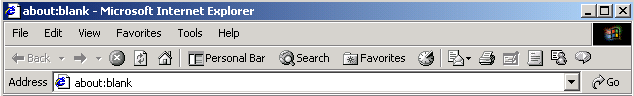 about:blank - Microsoft Internet Explorer
File Edit View Favorites Tools Help
Back Personal Bar Search Favorites
Address about:blank Go